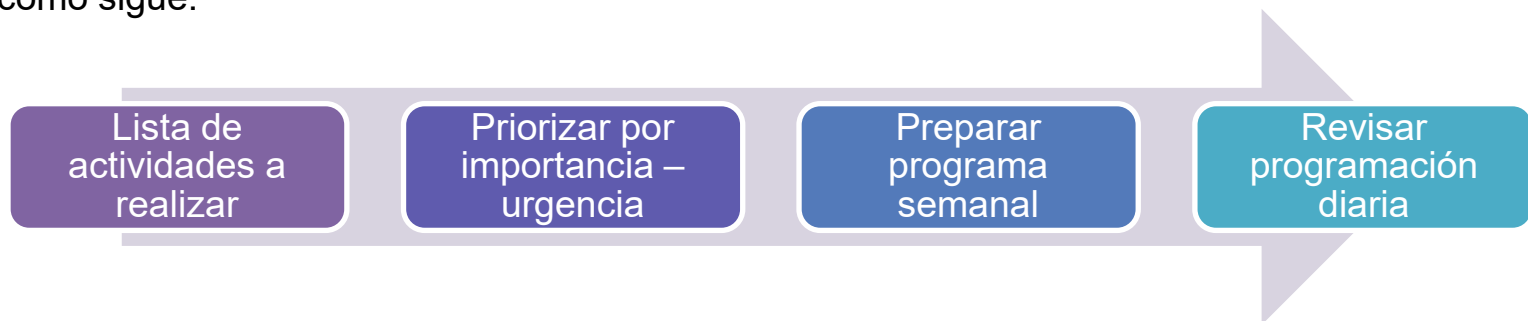 como sigue:
Lista de
actividades a
realizar
Priorizar por
importancia –
urgencia
Preparar
programa
semanal
Revisar
programación
diaria